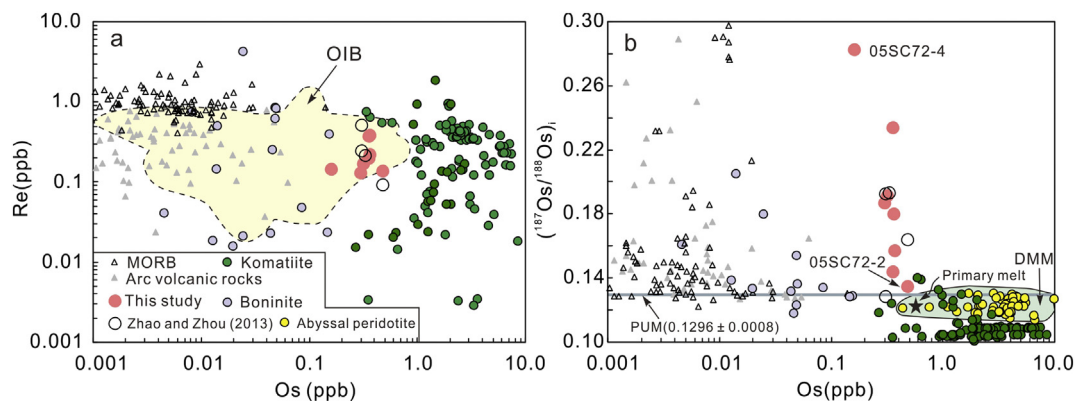 a
OIB
10.0
1.0
0.1
0.01
0.001
Re(ppb)
MORB
Komatiite
Arc volcanic rocks
This study
Boninite
Zhao and Zhou (2013)
Abyssal peridotite
0.001
0.01
0.1
1.0
10.0
Os (ppb)
b
05SC72-4
0.30
0.26
0.22
0.18
0.14
0.10
(187Os/188Os)i
05SC72-2
DMM
Primary melt
PUM(0.1296 ± 0.0008)
0.001
0.01
0.1
1.0
10.0
Os(ppb)